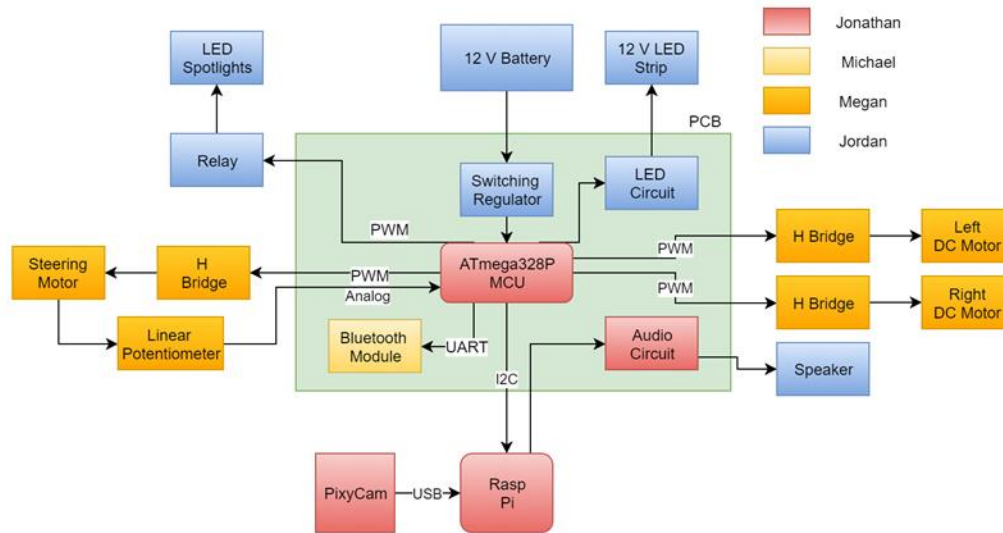 LED
Spotlights
12 V Battery
12 V LED
Strip
Jonathan
Michael
Megan
Jordan
PCB
Relay
Switching
Regulator
LED
Circuit
PWM
ATmega328P
MCU
PWM
H Bridge
Left
DC Motor
Steering
Motor
H
Bridge
PWM
Analog
PWM
H Bridge
Right
DC Motor
Linear
Potentiometer
Bluetooth
Module
UART
I2C
Audio
Circuit
Speaker
PixyCam
USB
Rasp
Pi